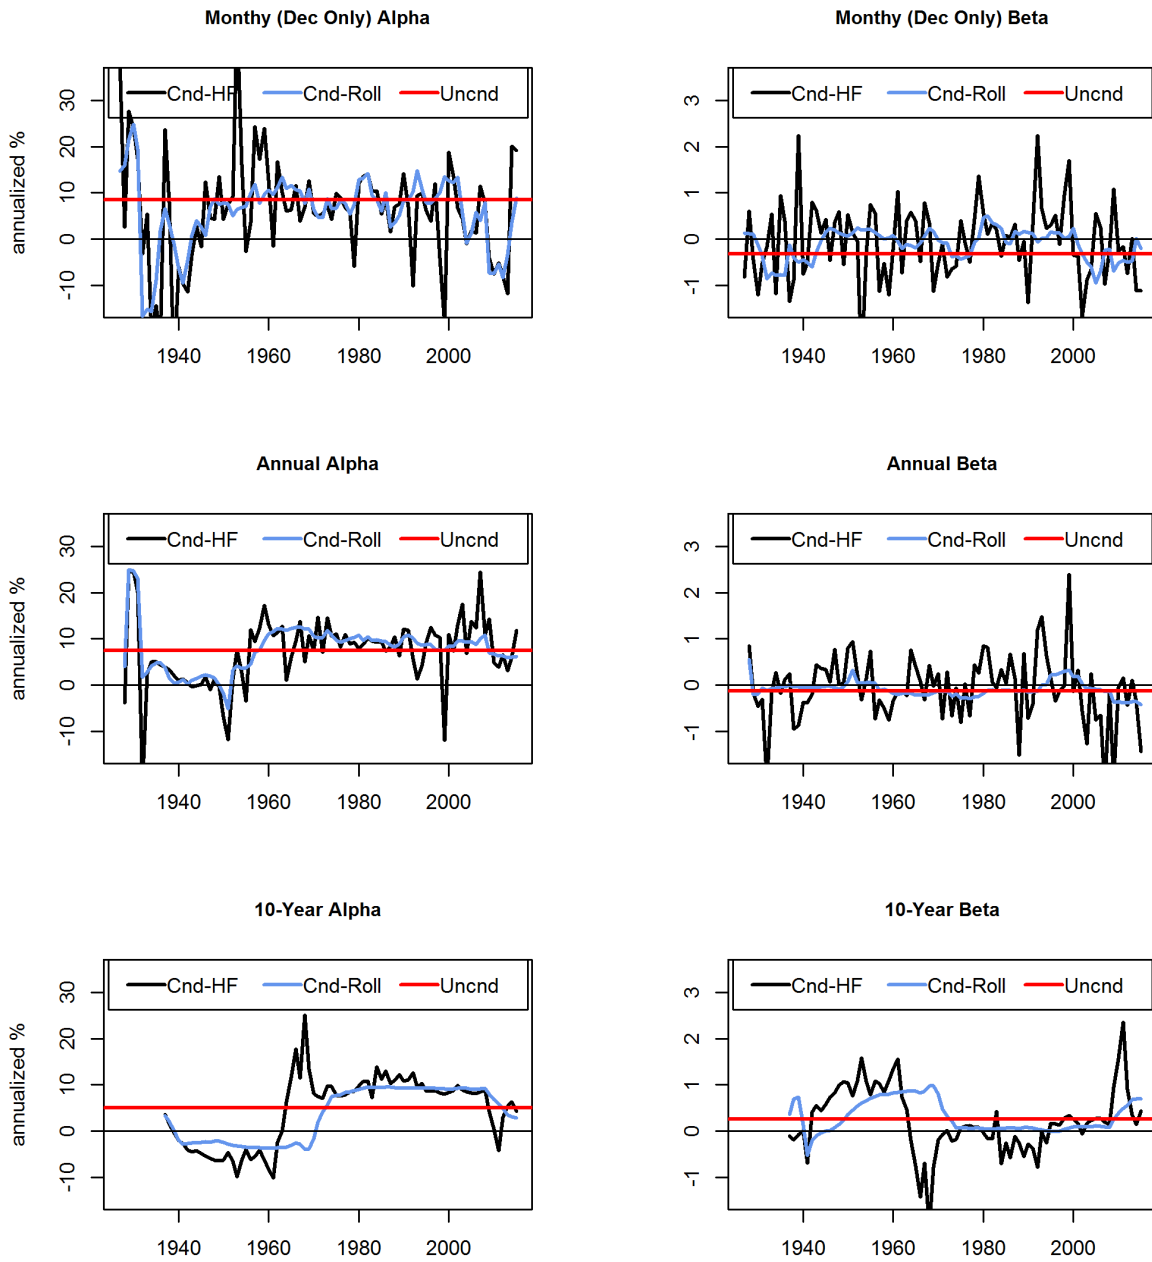 Monthy (Dec Only) Alpha
annualized %
30
20
10
0
-10
Cnd-HF Cnd-Roll Uncnd
1940 1960 1980 2000
Monthy (Dec Only) Beta
3
2
1
0
-1
Cnd-HF Cnd-Roll Uncnd
1940 1960 1980 2000
Annual Alpha
annualized %
30
20
10
0
-10
Cnd-HF Cnd-Roll Uncnd
1940 1960 1980 2000
Annual Beta
3
2
1
0
-1
Cnd-HF Cnd-Roll Uncnd
1940 1960 1980 2000
10-Year Alpha
annualized %
30
20
10
0
-10
Cnd-HF Cnd-Roll Uncnd
1940 1960 1980 2000
10-Year Beta
3
2
1
0
-1
Cnd-HF Cnd-Roll Uncnd
1940 1960 1980 2000